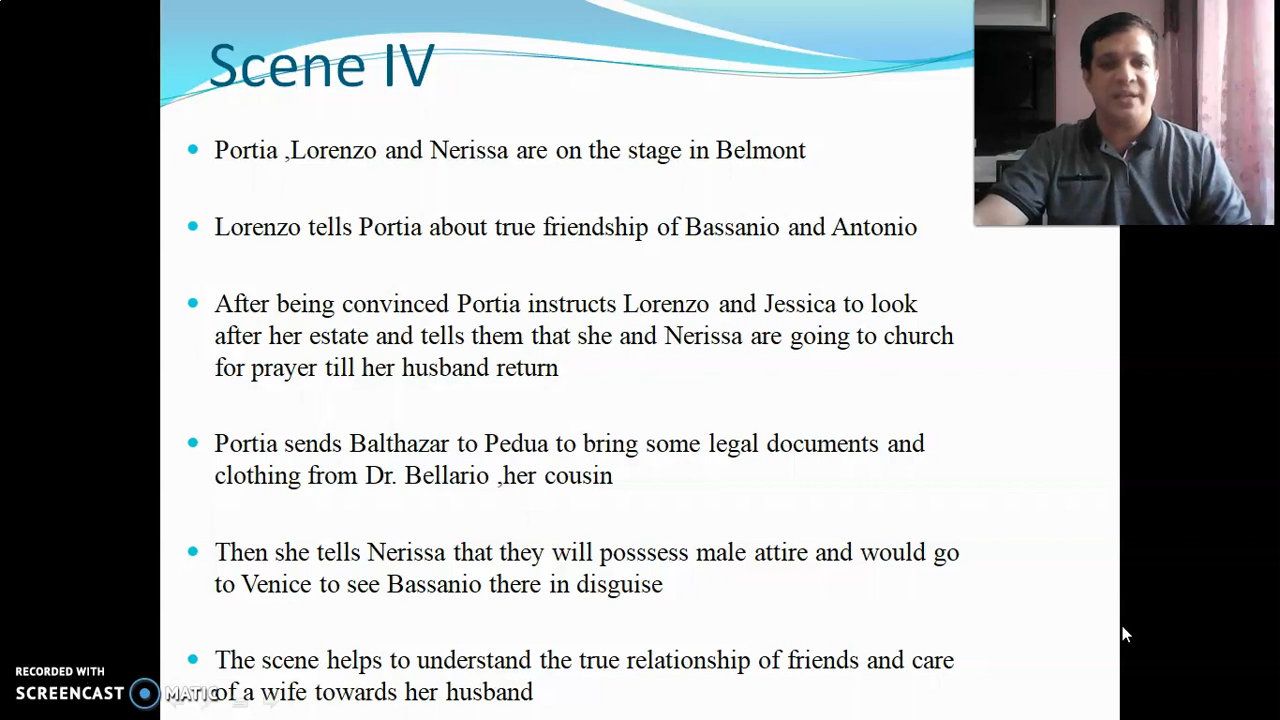 Scene IV
Portia ,Lorenzo and Nerissa are on the stage in Belmont
Lorenzo tells Portia about true friendship of Bassanio and Antonio
After being convinced Portia instructs Lorenzo and Jessica to look
after her estate and tells them that she and Nerissa are going to church
for prayer till her husband return
Portia sends Balthazar to Pedua to bring some legal documents and
clothing from Dr. Bellario ,her cousin
Then she tells Nerissa that they will posssess male attire and would go
to Venice to see Bassanio there in disguise
The scene helps to understand the true relationship of friends and care
of a wife towards her husband
RECORDED WITH
SCREENCAST MATIC